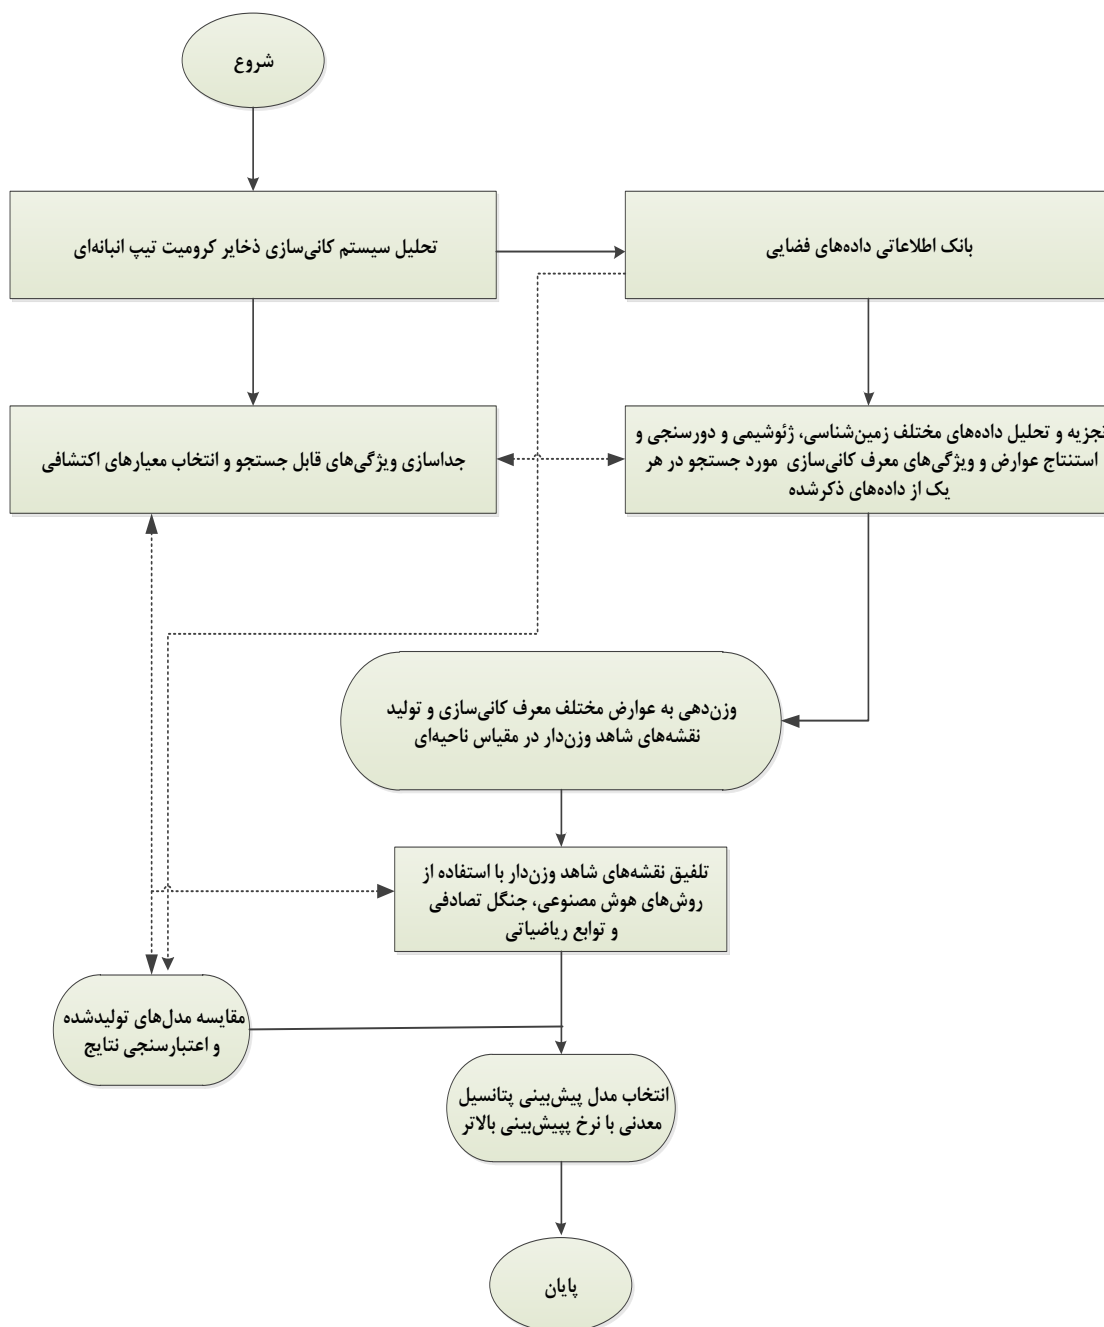 شروع
تحلیل سیستم کانی‌سازی ذخایر کرومیت تیپ انبانه‌ای
بانک اطلاعاتی داده‌های فضایی
جداسازی ویژگی‌های قابل جستجو و انتخاب معیارهای اکتشافی
تجزیه و تحلیل داده‌های مختلف زمین‌شناسی، ژئوشیمی و دورسنجی و
استنتاج عوارض و ویژگی‌های معرف کانی‌سازی مورد جستجو در هر
یک از داده‌های ذکرشده
وزن‌دهی به عوارض مختلف معرف کانی‌سازی و تولید
نقشه‌های شاهد وزن‌دار در مقیاس ناحیه‌ای
تلفیق نقشه‌های شاهد وزن‌دار با استفاده از
روش‌های هوش مصنوعی، جنگل تصادفی
و توابع ریاضیاتی
مقایسه مدل‌های تولیدشده
و اعتبارسنجی نتایج
انتخاب مدل پیش‌بینی پتانسیل
معدنی با نرخ پپیش‌بینی بالاتر
پایان